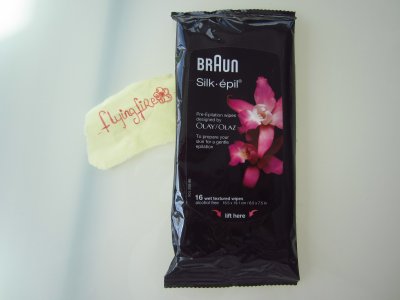 flyingfire
BRAUN
Silk·épil®
Pre-Epilation wipes
designed by
OLAY/OLAZ
To prepare your
skin for a gentle
epilation
16 wet textured wipes
alcohol free
lift here